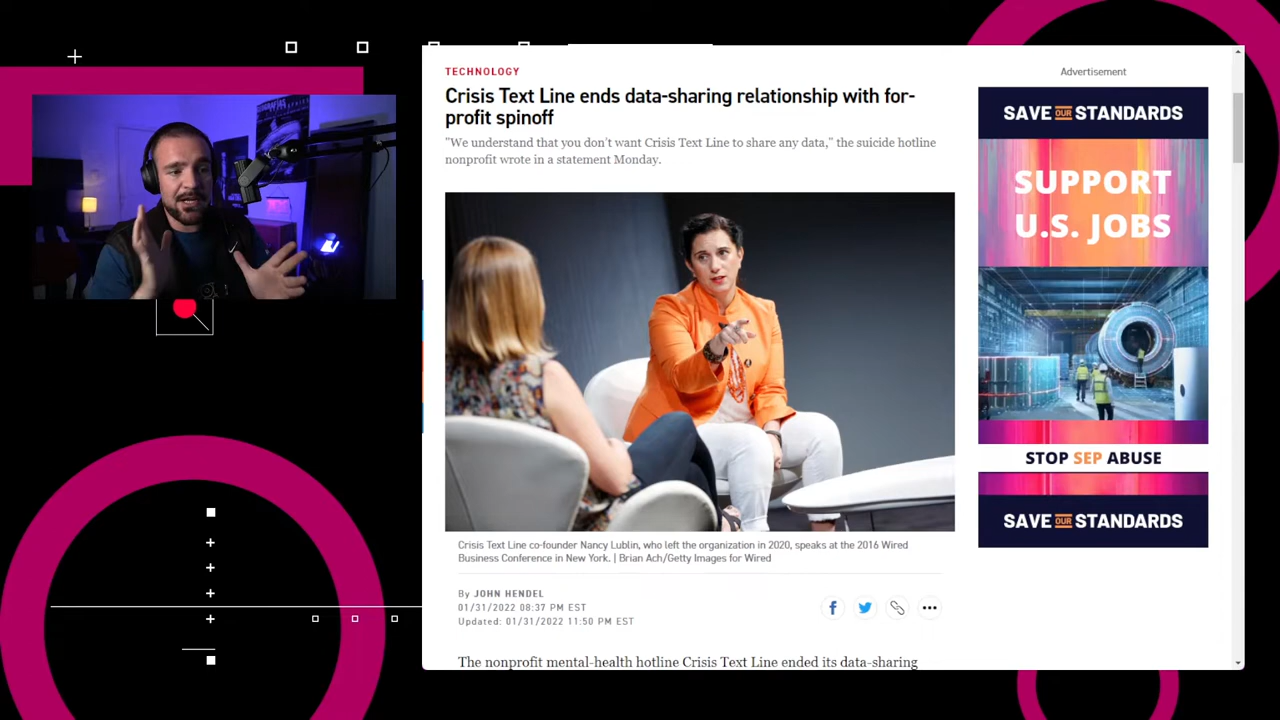 TECHNOLOGY
Crisis Text Line ends data-sharing relationship with for-
profit spinoff
"We understand that you don't want Crisis Text Line to share any data," the suicide hotline
nonprofit wrote in a statement Monday.
Crisis Text Line co-founder Nancy Lublin, who left the organization in 2020, speaks at the 2016 Wired
Business Conference in New York. | Brian Ach/Getty Images for Wired
By JOHN HENDEL
01/31/2022 08:37 PM EST
Updated: 01/31/2022 11:50 PM EST
The nonprofit mental-health hotline Crisis Text Line ended its data-sharing
Advertisement
SAVE OUR STANDARDS
SUPPORT
U.S. JOBS
STOP SEP ABUSE
SAVE OUR STANDARDS